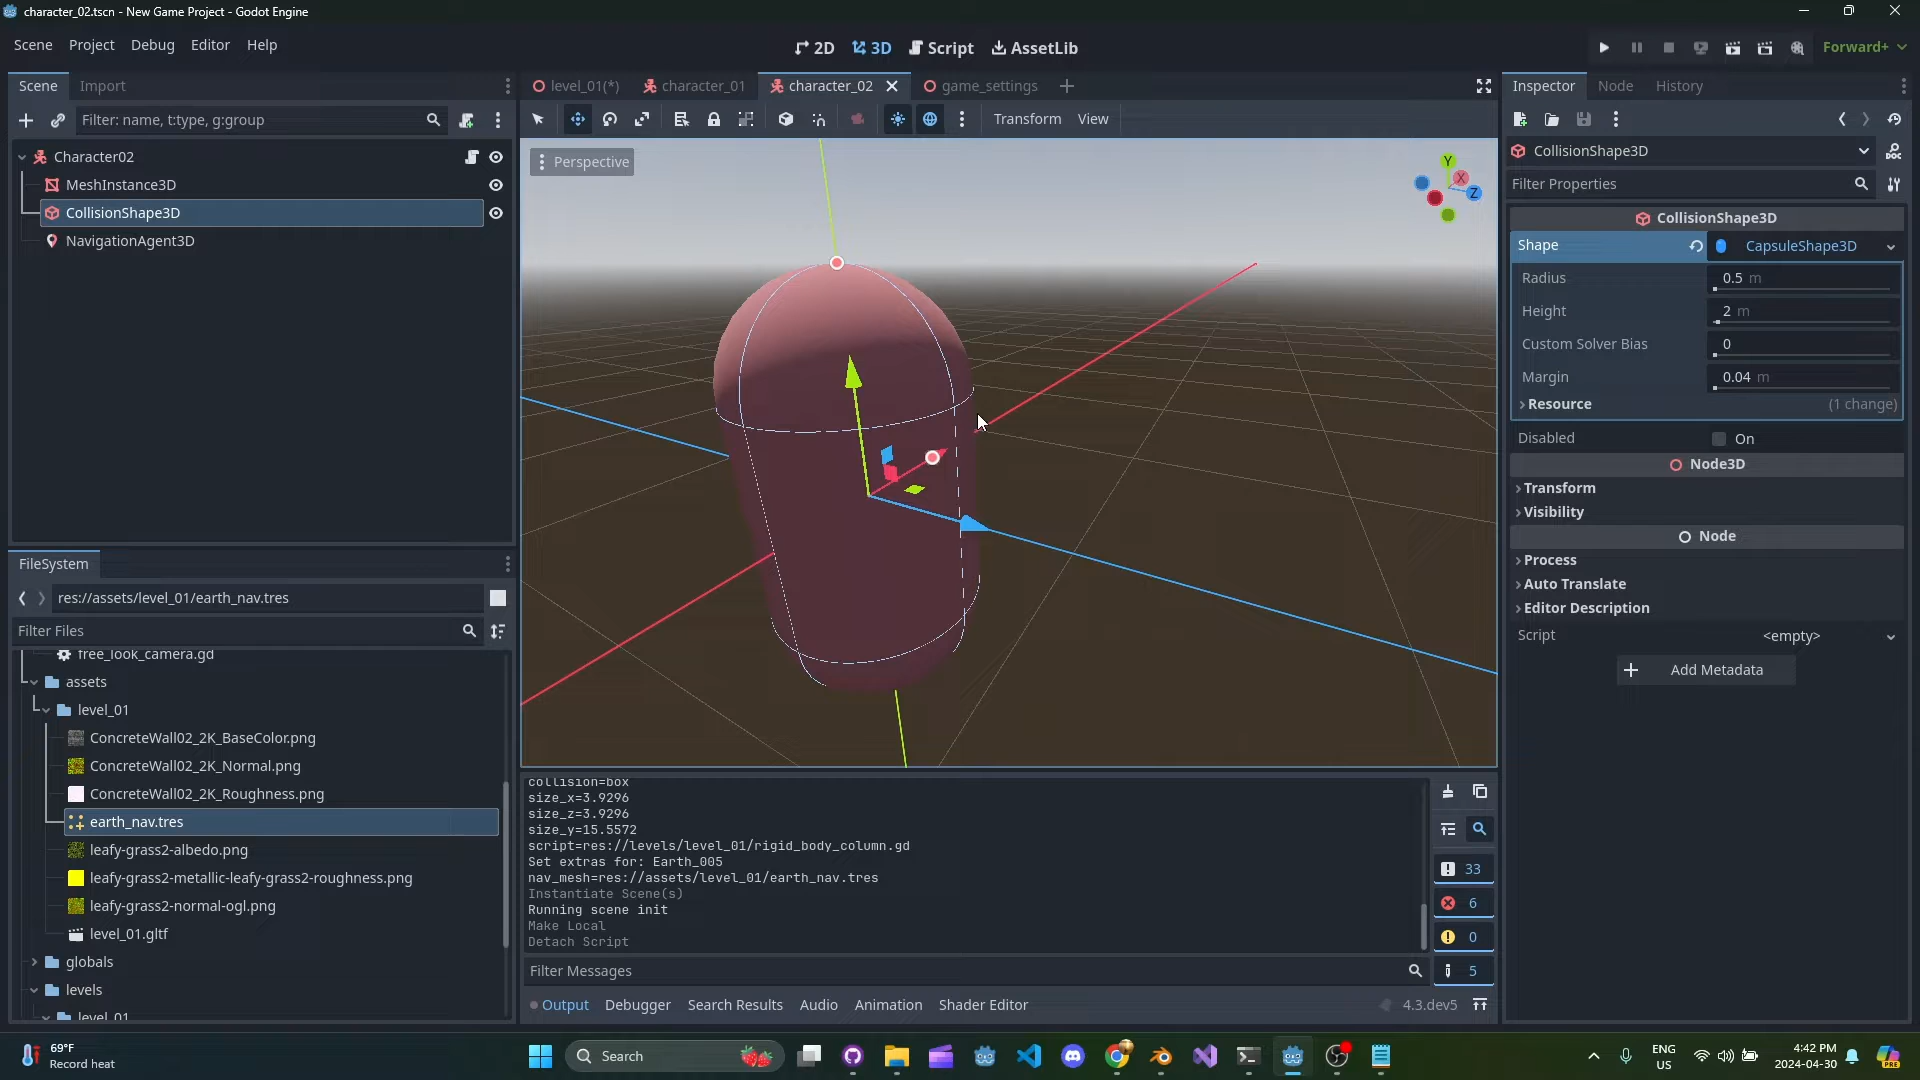 character_02.tscn - New Game Project - Godot Engine
Scene Project Debug Editor Help
2D 3D Script AssetLib
Forward+
Scene Import
level_01(*) character_01 character_02 game_settings
Inspector Node History
Filter: name, t:type, g:group
Transform View
Character02
MeshInstance3D
CollisionShape3D
NavigationAgent3D
Perspective
Y
X
Z
CollisionShape3D
Filter Properties
CollisionShape3D
Shape CapsuleShape3D
Radius 0.5 m
Height 2 m
Custom Solver Bias 0
Margin 0.04 m
Resource (1 change)
Disabled On
Node3D
Transform
Visibility
Node
Process
Auto Translate
Editor Description
Script <empty>
Add Metadata
FileSystem
res://assets/level_01/earth_nav.tres
Filter Files
free_look_camera.gd
assets
level_01
ConcreteWall02_2K_BaseColor.png
ConcreteWall02_2K_Normal.png
ConcreteWall02_2K_Roughness.png
earth_nav.tres
leafy-grass2-albedo.png
leafy-grass2-metallic-leafy-grass2-roughness.png
leafy-grass2-normal-ogl.png
level_01.gltf
globals
levels
level_01
collision=box
size_x=3.9296
size_z=3.9296
size_y=15.5572
script=res://levels/level_01/rigid_body_column.gd
Set extras for: Earth_005
nav_mesh=res://assets/level_01/earth_nav.tres
Instantiate Scene(s)
Running scene init
Make Local
Detach Script
33
6
0
5
Filter Messages
Output Debugger Search Results Audio Animation Shader Editor
4.3.dev5
69°F
Record heat
Search
ENG
US
4:42 PM
2024-04-30
PRE